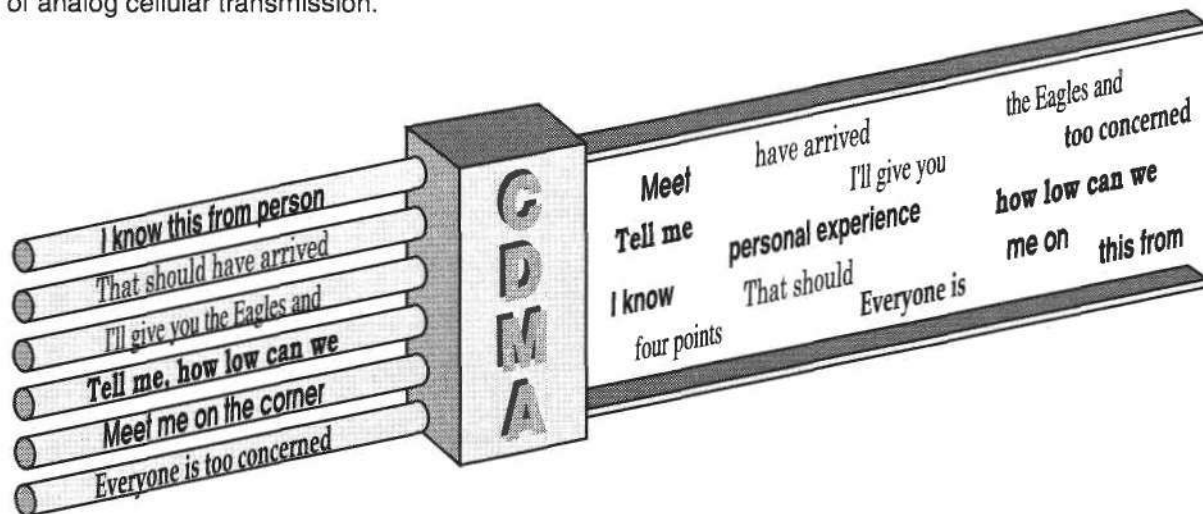 of analog cellular transmission.
I know this from person
That should have arrived
I'll give you the Eagles and
Tell me, how low can we
Meet me on the corner
Everyone is too concerned
CDMA
the Eagles and
have arrived
too concerned
Meet
I'll give you
how low can we
Tell me
personal experience
me on
this from
I know
That should
Everyone is
four points